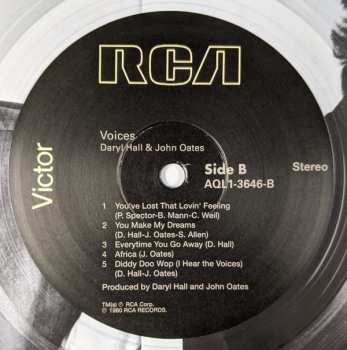 RCA
Victor
Voices
Daryl Hall & John Oates
Side B
Stereo
AQL1-3646-B
1 You've Lost That Lovin' Feeling
(P. Spector-B. Mann-C. Weil)
2 You Make My Dreams
(D. Hall-J. Oates-S. Allen)
3 Everytime You Go Away (D. Hall)
4 Africa (J. Oates)
5 Diddy Doo Wop (I Hear the Voices)
(D. Hall-J. Oates)
Produced by Daryl Hall and John Oates
TM(s) ® RCA Corp.
℗ 1980 RCA RECORDS.